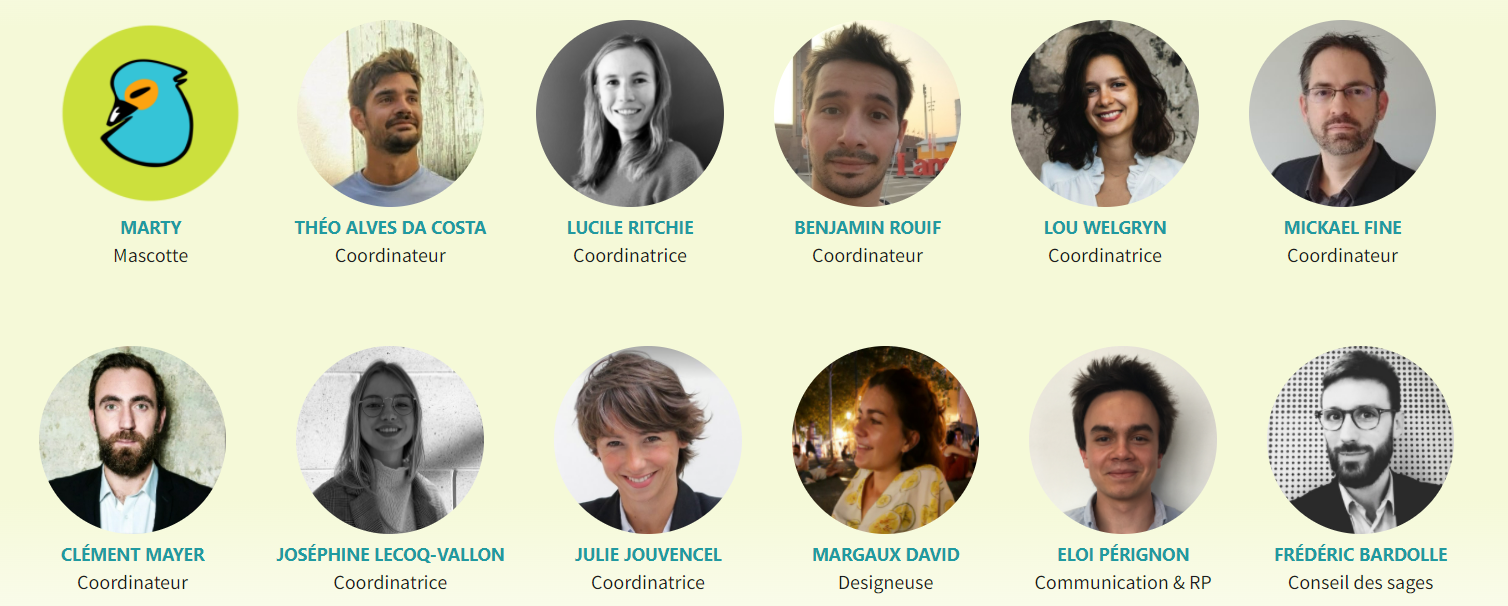 I am
MARTY
Mascotte
THÉO ALVES DA COSTA
Coordinateur
LUCILE RITCHIE
Coordinatrice
BENJAMIN ROUIF
Coordinateur
LOU WELGRYN
Coordinatrice
MICKAEL FINE
Coordinateur
CLÉMENT MAYER
Coordinateur
JOSÉPHINE LECOQ-VALLON
Coordinatrice
JULIE JOUVENCEL
Coordinatrice
MARGAUX DAVID
Designeuse
ELOI PÉRIGNON
Communication & RP
FRÉDÉRIC BARDOLLE
Conseil des sages